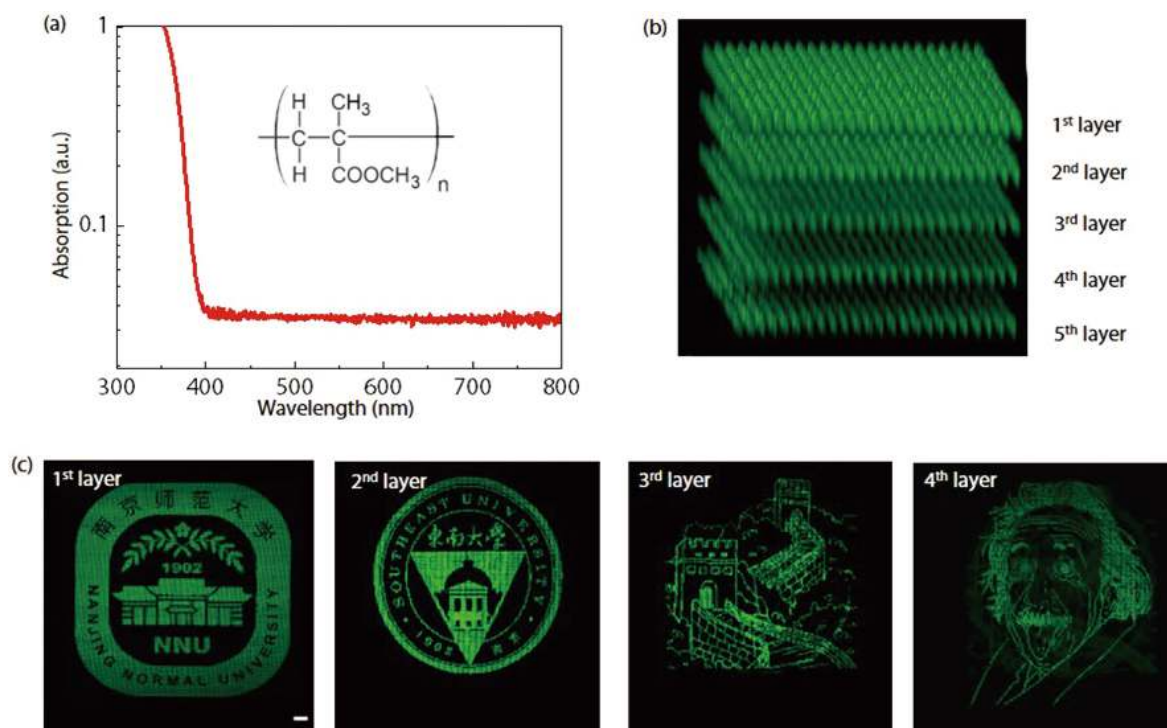 (a)
1
0.1
Absorption (a.u.)
300 400 500 600 700 800
Wavelength (nm)
H CH₃
C C
H COOCH₃
n
(b)
1ˢᵗ layer
2ⁿᵈ layer
3ʳᵈ layer
4ᵗʰ layer
5ᵗʰ layer
(c)
1ˢᵗ layer
南京师范大学
1902
NNU
NANJING NORMAL UNIVERSITY
2ⁿᵈ layer
SOUTHEAST UNIVERSITY
東南大學
1902
3ʳᵈ layer
4ᵗʰ layer